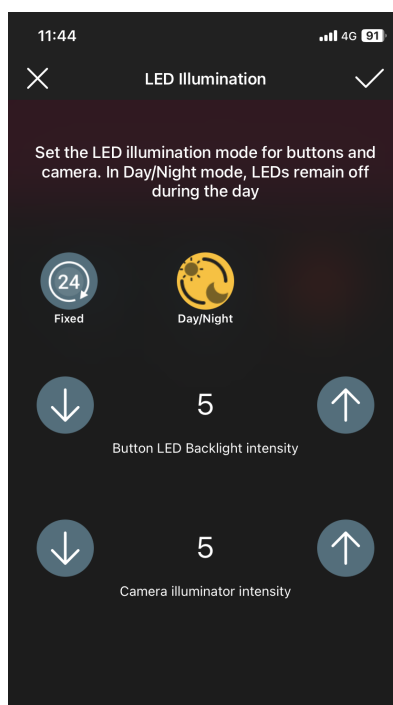 11:44
4G 91
LED Illumination
Set the LED illumination mode for buttons and
camera. In Day/Night mode, LEDs remain off
during the day
24
Fixed
Day/Night
5
Button LED Backlight intensity
5
Camera illuminator intensity